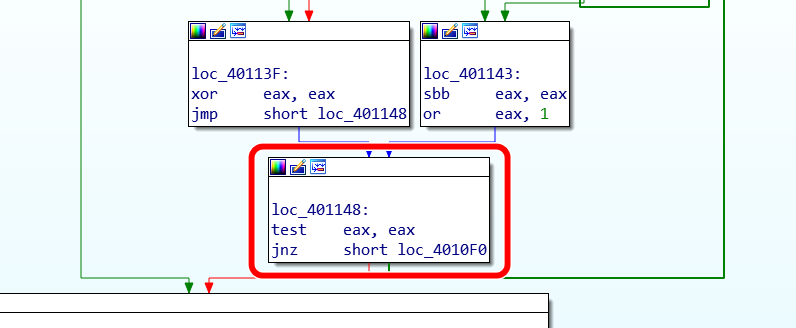 loc_40113F:
xor eax, eax
jmp short loc_401148
loc_401143:
sbb eax, eax
or eax, 1
loc_401148:
test eax, eax
jnz short loc_4010F0